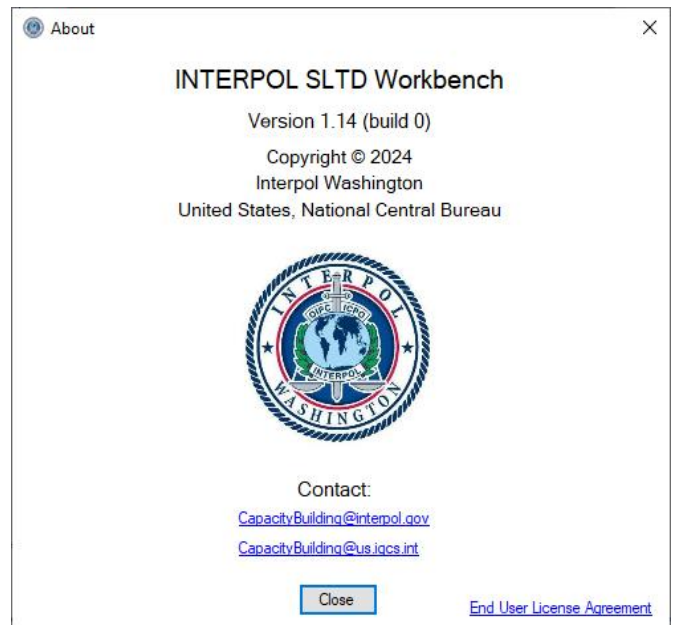 About
INTERPOL SLTD Workbench
Version 1.14 (build 0)
Copyright © 2024
Interpol Washington
United States, National Central Bureau
INTERPOL
OIPC ICPO
INTERPOL
WASHINGTON
Contact:
CapacityBuilding@interpol.gov
CapacityBuilding@us.igcs.int
Close
End User License Agreement